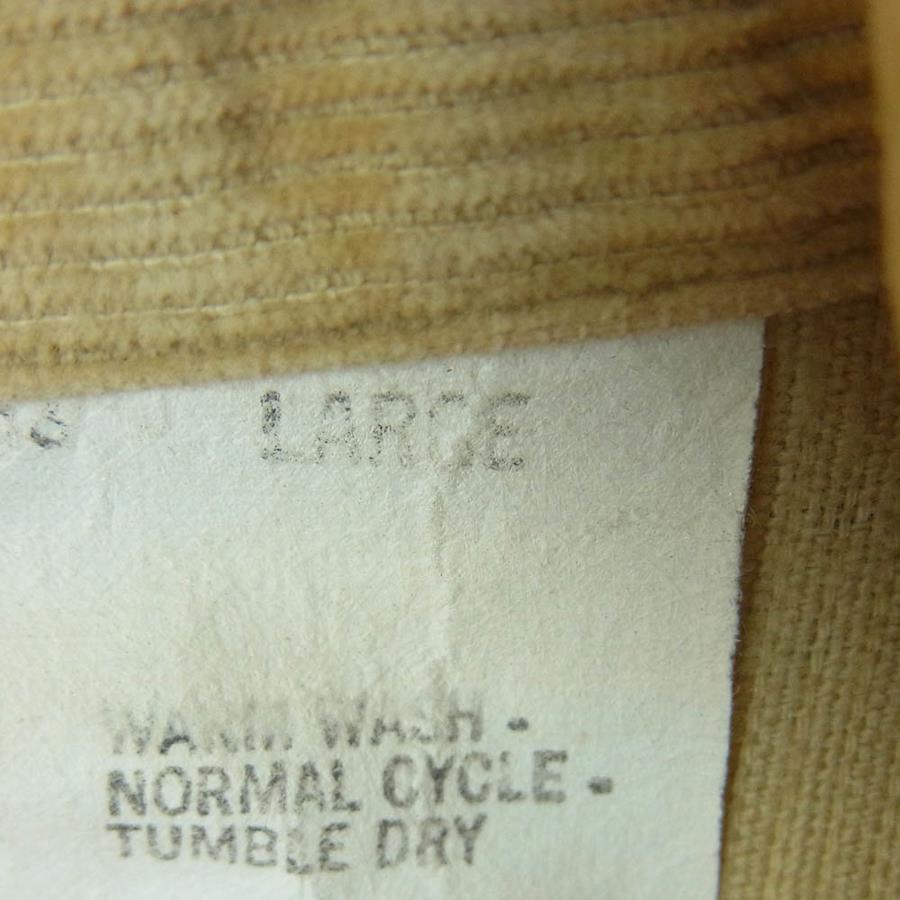 LARGE
WARM WASH -
NORMAL CYCLE -
TUMBLE DRY